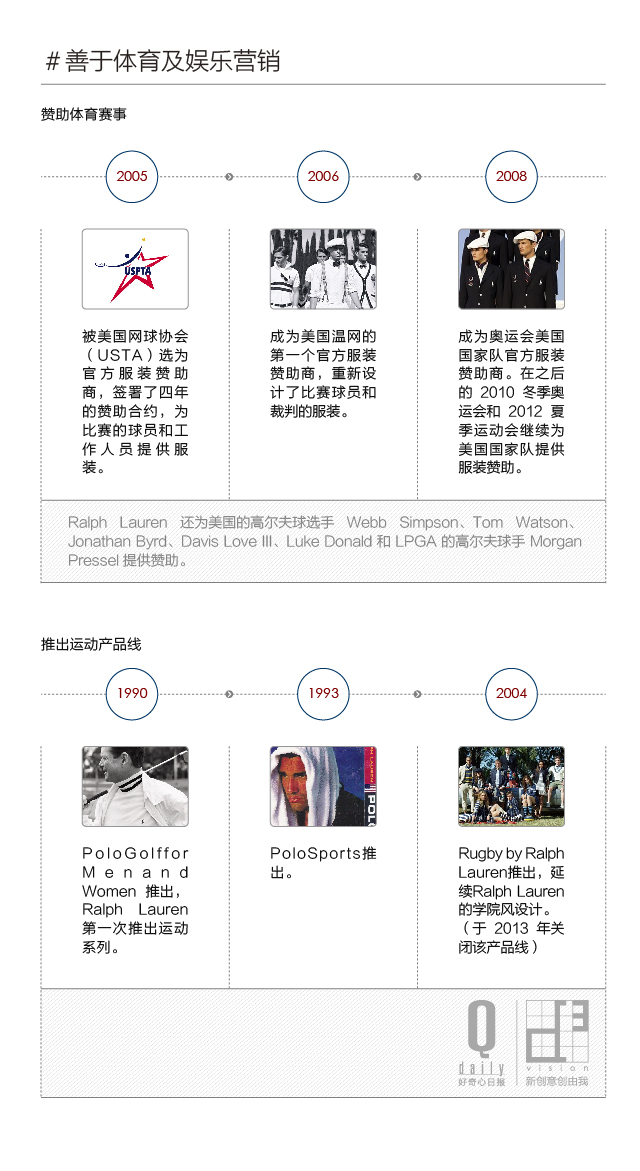 #善于体育及娱乐营销
赞助体育赛事
2005
2006
2008
USPTA
被美国网球协会
（USTA）选为
官方服装赞助
商，签署了四年
的赞助合约，为
比赛的球员和工
作人员提供服
装。
成为美国温网的
第一个官方服装
赞助商，重新设
计了比赛球员和
裁判的服装。
成为奥运会美国
国家队官方服装
赞助商。在之后
的 2010 冬季奥
运会和 2012 夏
季运动会继续为
美国国家队提供
服装赞助。
Ralph Lauren 还为美国的高尔夫球选手 Webb Simpson、Tom Watson、
Jonathan Byrd、Davis Love III、Luke Donald 和 LPGA 的高尔夫球手 Morgan
Pressel 提供赞助。
推出运动产品线
1990
1993
2004
POLO
PoloGolffor
Menand
Women 推出，
Ralph Lauren
第一次推出运动
系列。
PoloSports推
出。
Rugby by Ralph
Lauren推出，延
续Ralph Lauren
的学院风设计。
（于 2013 年关
闭该产品线）
Q
daily
好奇心日报
d3
vision
新创意创由我